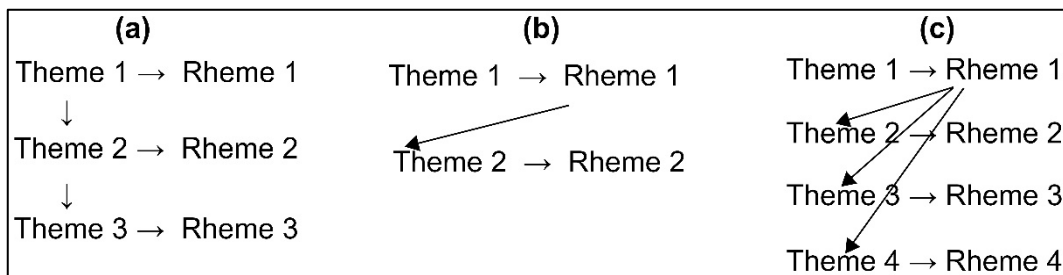 (a)
Theme 1 → Rheme 1
↓
Theme 2 → Rheme 2
↓
Theme 3 → Rheme 3
(b)
Theme 1 → Rheme 1
Theme 2 → Rheme 2
(c)
Theme 1 → Rheme 1
Theme 2 → Rheme 2
Theme 3 → Rheme 3
Theme 4 → Rheme 4